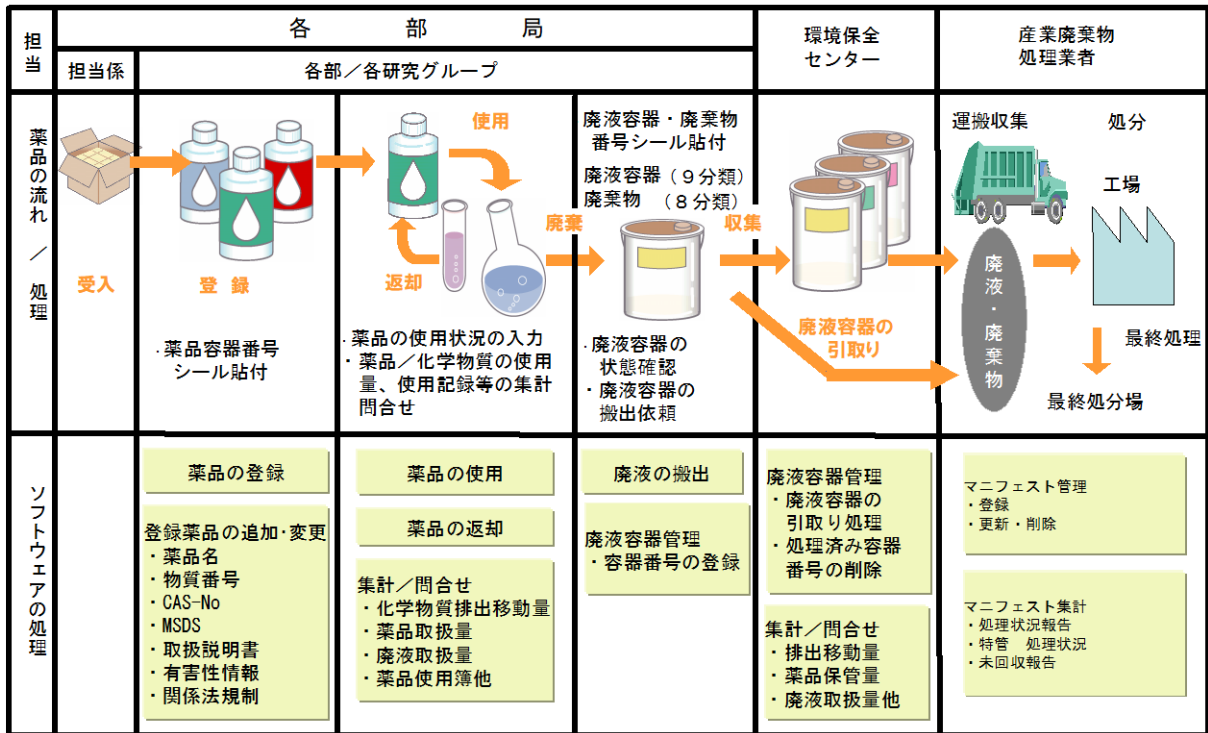 担当
各部局
担当係
各部／各研究グループ
環境保全
センター
産業廃棄物
処理業者
薬品の流れ ／ 処理
受入
登録
・薬品容器番号
シール貼付
使用
返却
・薬品の使用状況の入力
・薬品／化学物質の使用
量、使用記録等の集計
問合せ
廃液容器・廃棄物
番号シール貼付
廃液容器（９分類）
廃棄物　（８分類）
廃棄
・廃液容器の
状態確認
・廃液容器の
搬出依頼
収集
廃液容器の
引取り
運搬収集
処分
工場
廃液・廃棄物
最終処理
最終処分場
ソフトウェアの処理
薬品の登録
登録薬品の追加・変更
・薬品名
・物質番号
・CAS-No
・MSDS
・取扱説明書
・有害性情報
・関係法規制
薬品の使用
薬品の返却
集計／問合せ
・化学物質排出移動量
・薬品取扱量
・廃液取扱量
・薬品使用簿他
廃液の搬出
廃液容器管理
・容器番号の登録
廃液容器管理
・廃液容器の
引取り処理
・処理済み容器
番号の削除
集計／問合せ
・排出移動量
・薬品保管量
・廃液取扱量他
マニフェスト管理
・登録
・更新・削除
マニフェスト集計
・処理状況報告
・特管　処理状況
・未回収報告